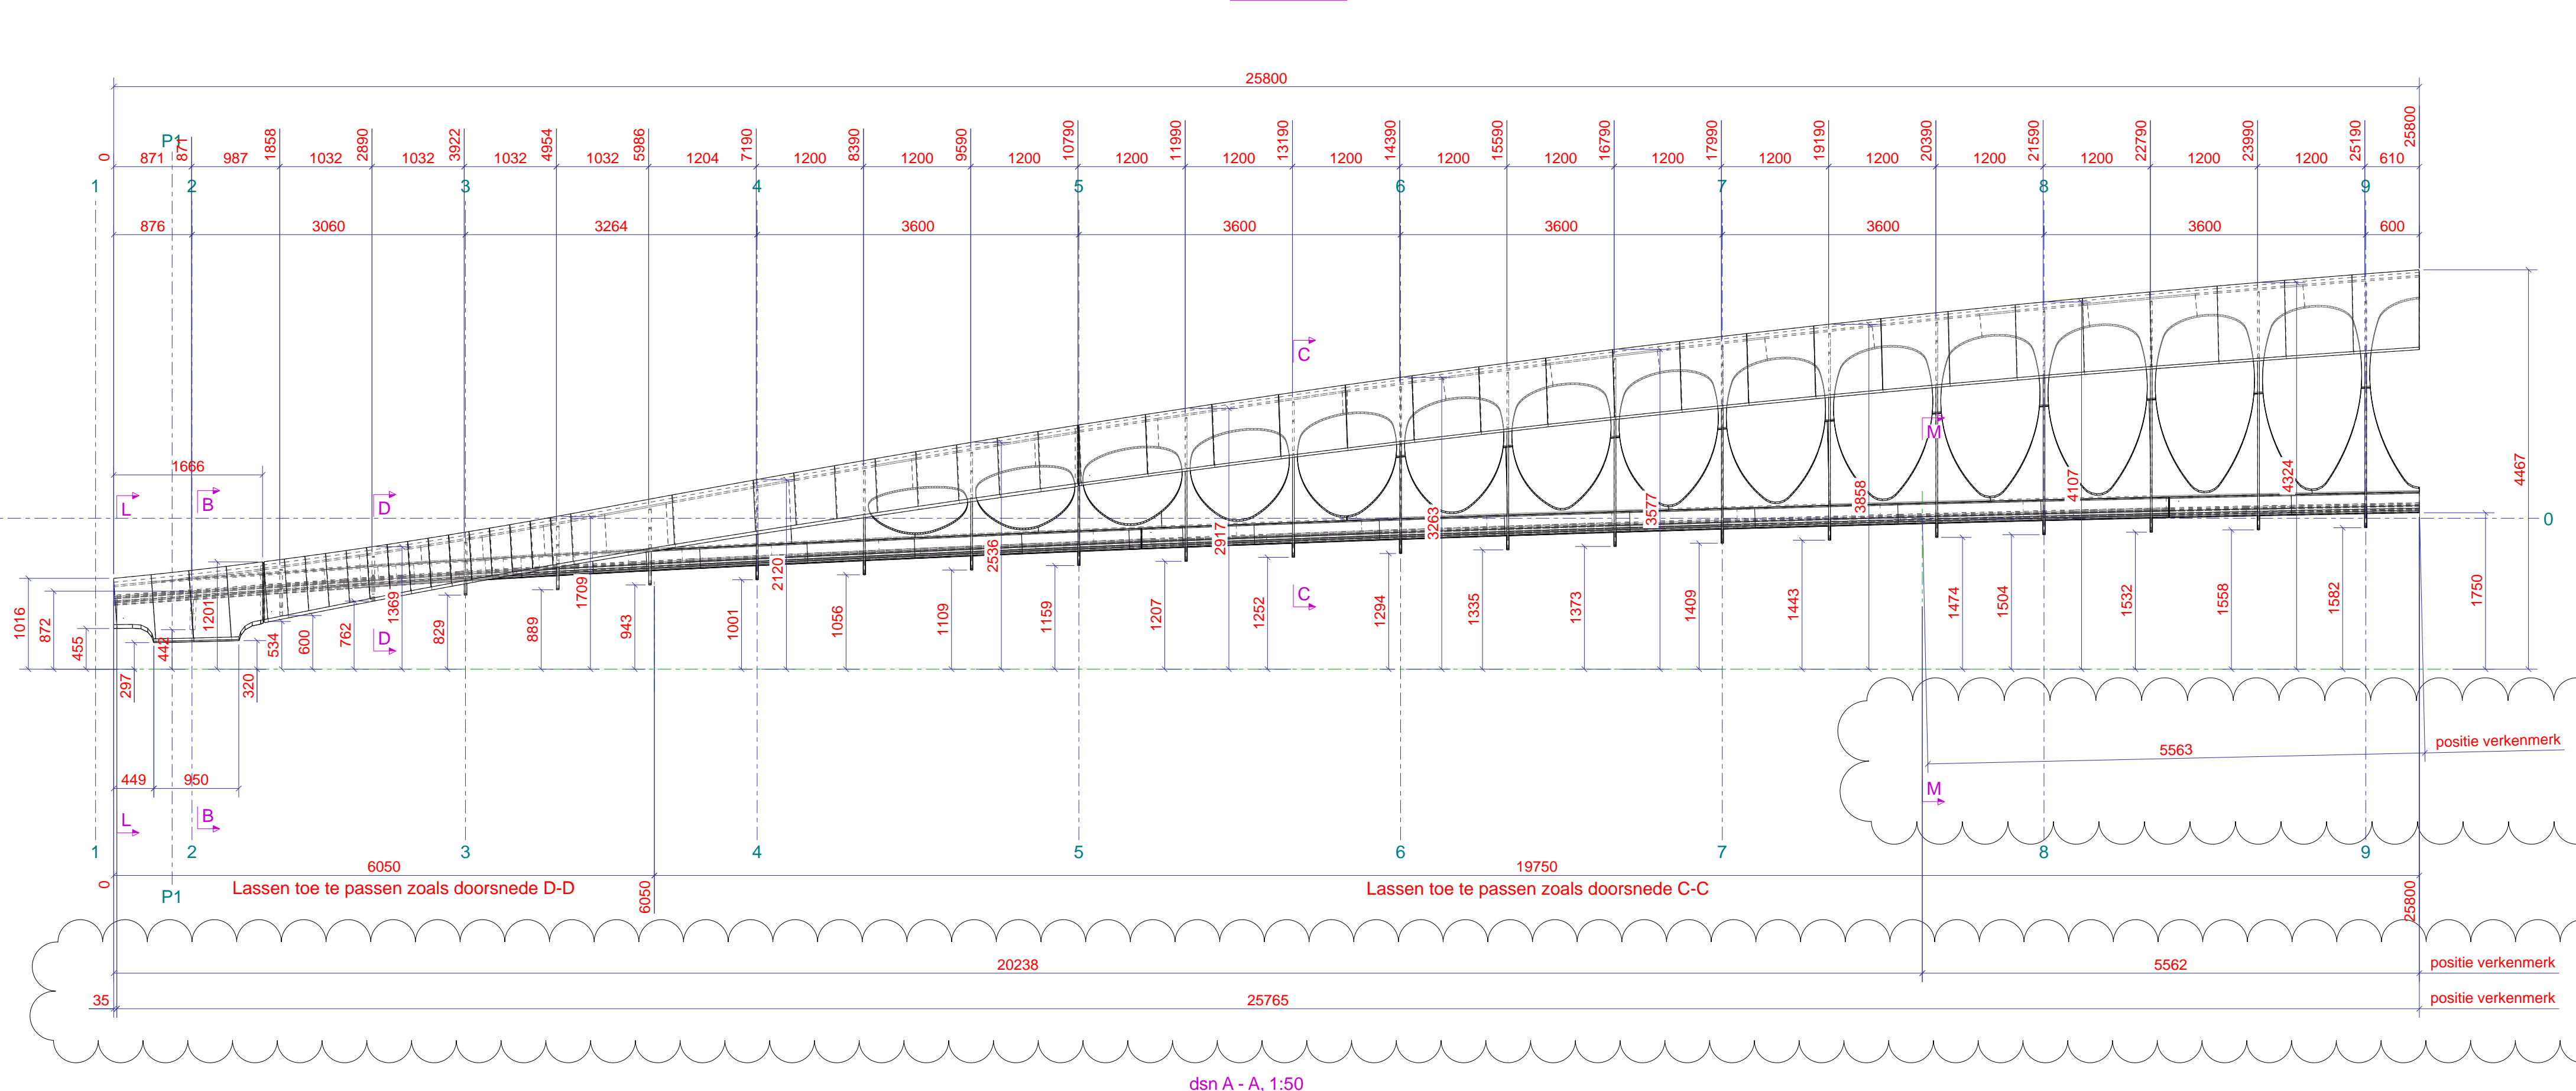 25800
0 871 P1 871 987 1858 1032 2890 1032 3922 1032 4954 1032 5986 1204 7190 1200 8390 1200 9590 1200 10790 1200 11990 1200 13190 1200 14390 1200 15590 1200 16790 1200 17990 1200 19190 1200 20390 1200 21590 1200 22790 1200 23990 1200 25190 610 25800
1 2 3 4 5 6 7 8 9
876 3060 3264 3600 3600 3600 3600 3600 600
C
M
1666
L B D
0
4467
1016 872 455 297 442 1201 320 534 600 762 1369 829 889 1709 943 1001 2120 1056 1109 2536 1159 1207 2917 1252 1294 3263 1335 1373 3577 1409 1443 3858 1474 1504 4107 1532 1558 4324 1582 1750
D
C
5563 positie verkenmerk
449 950
M
L B
1 2 3 4 5 6 7 8 9
0 6050 6050 19750 25800
P1
Lassen toe te passen zoals doorsnede D-D
Lassen toe te passen zoals doorsnede C-C
20238 5562 positie verkenmerk
35 25765 positie verkenmerk
dsn A - A, 1:50